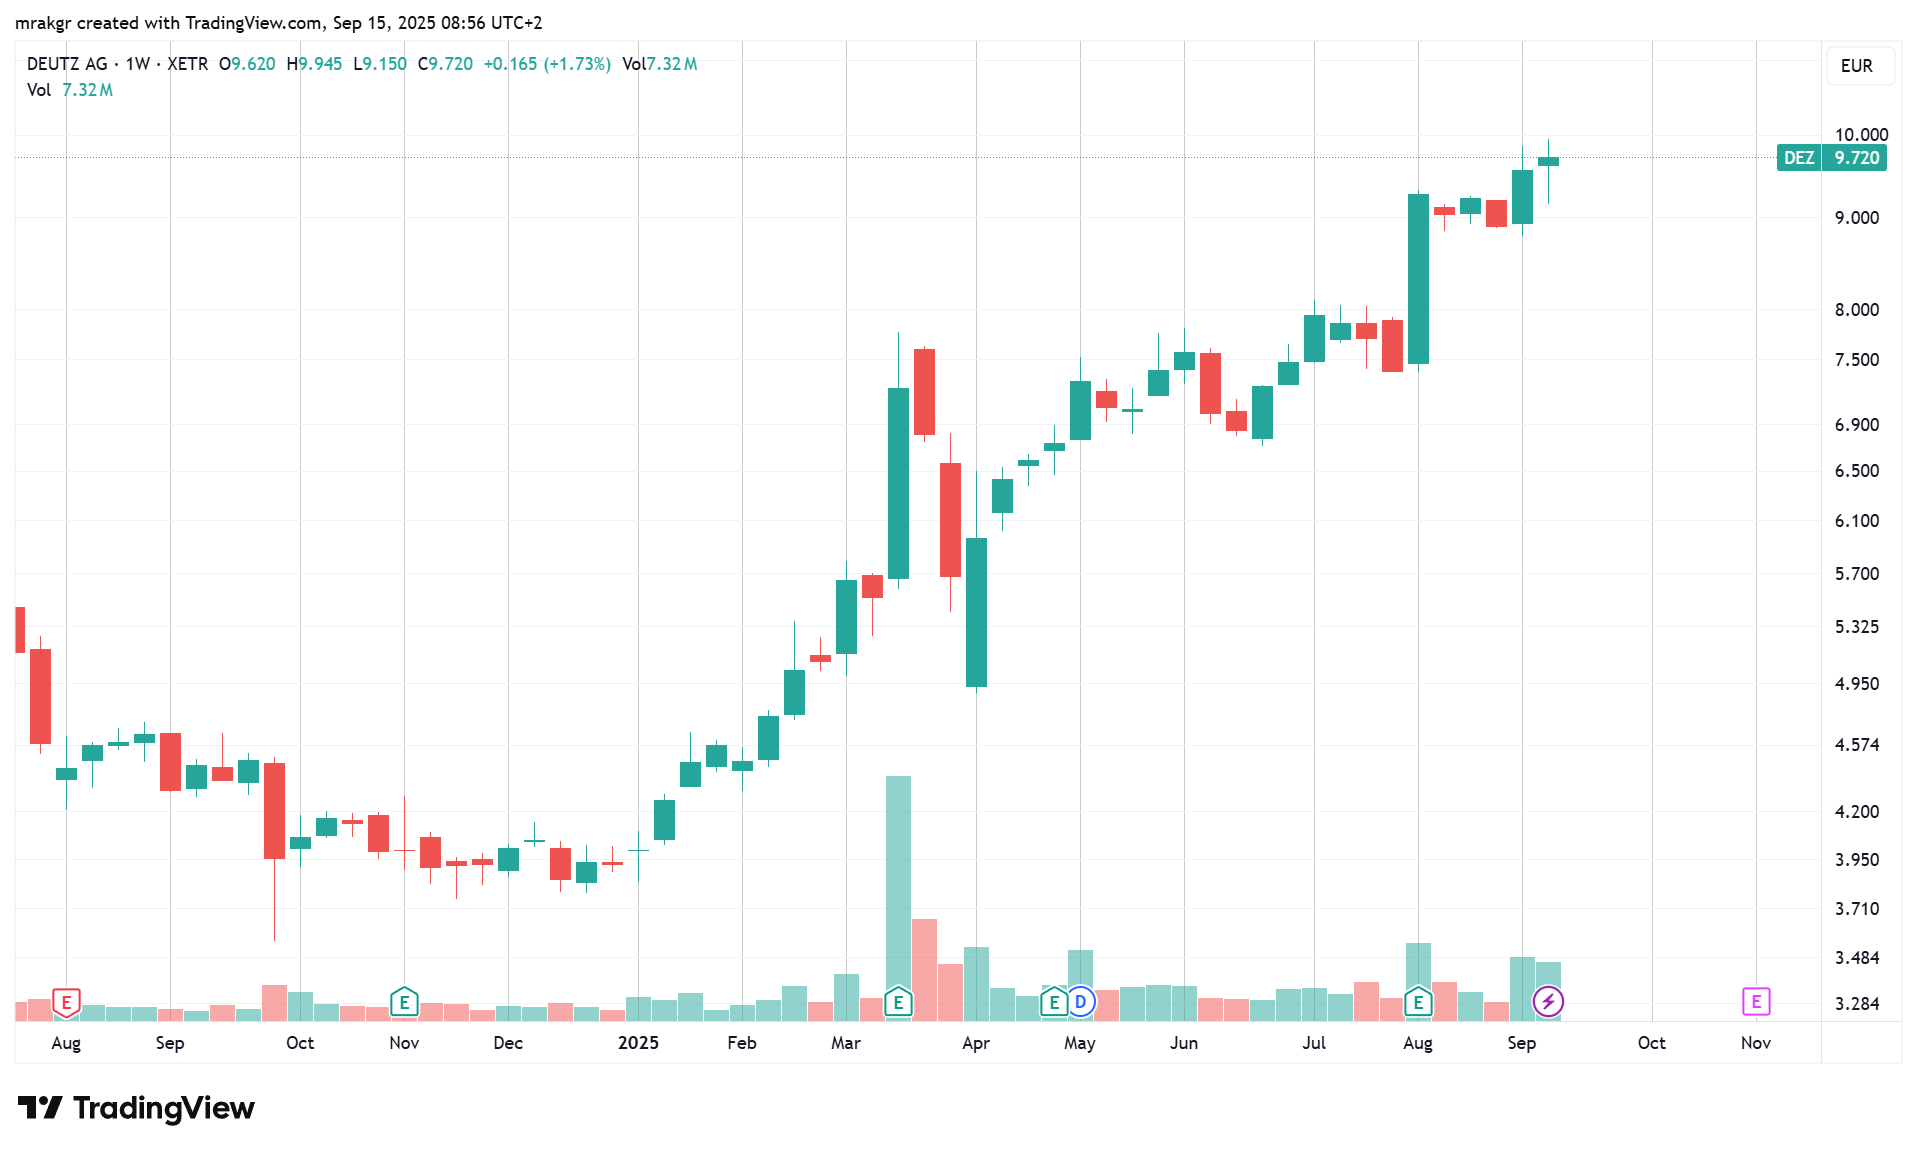 mrakgr created with TradingView.com, Sep 15, 2025 08:56 UTC+2
DEUTZ AG · 1W · XETR O9.620 H9.945 L9.150 C9.720 +0.165 (+1.73%) Vol7.32M
Vol 7.32M
EUR
10.000
DEZ 9.720
9.000
8.000
7.500
6.900
6.500
6.100
5.700
5.325
4.950
4.574
4.200
3.950
3.710
3.484
3.284
E E E E D E E
Aug Sep Oct Nov Dec 2025 Feb Mar Apr May Jun Jul Aug Sep Oct Nov
TradingView